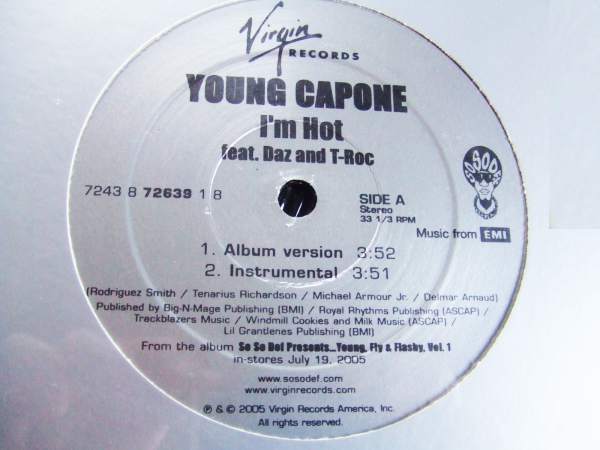 Virgin
RECORDS
YOUNG CAPONE
I'm Hot
feat. Daz and T-Roc
7243 8 72639 1 8
SIDE A
Stereo
33 1/3 RPM
SO SO DEF
Music from EMI
1. Album version 3:52
2. Instrumental 3:51
(Rodriguez Smith / Tenarius Richardson / Michael Armour Jr. / Delmar Arnaud)
Published by Big-N-Mage Publishing (BMI) / Royal Rhythms Publishing (ASCAP) /
Trackblazers Music / Windmill Cookies and Milk Music (ASCAP) /
Lil Grantlenes Publishing (BMI)
From the album So So Def Presents...Young, Fly & Flashy, Vol. 1
in-stores July 19, 2005
www.sosodef.com
www.virginrecords.com
℗ & © 2005 Virgin Records America, Inc.
All rights reserved.